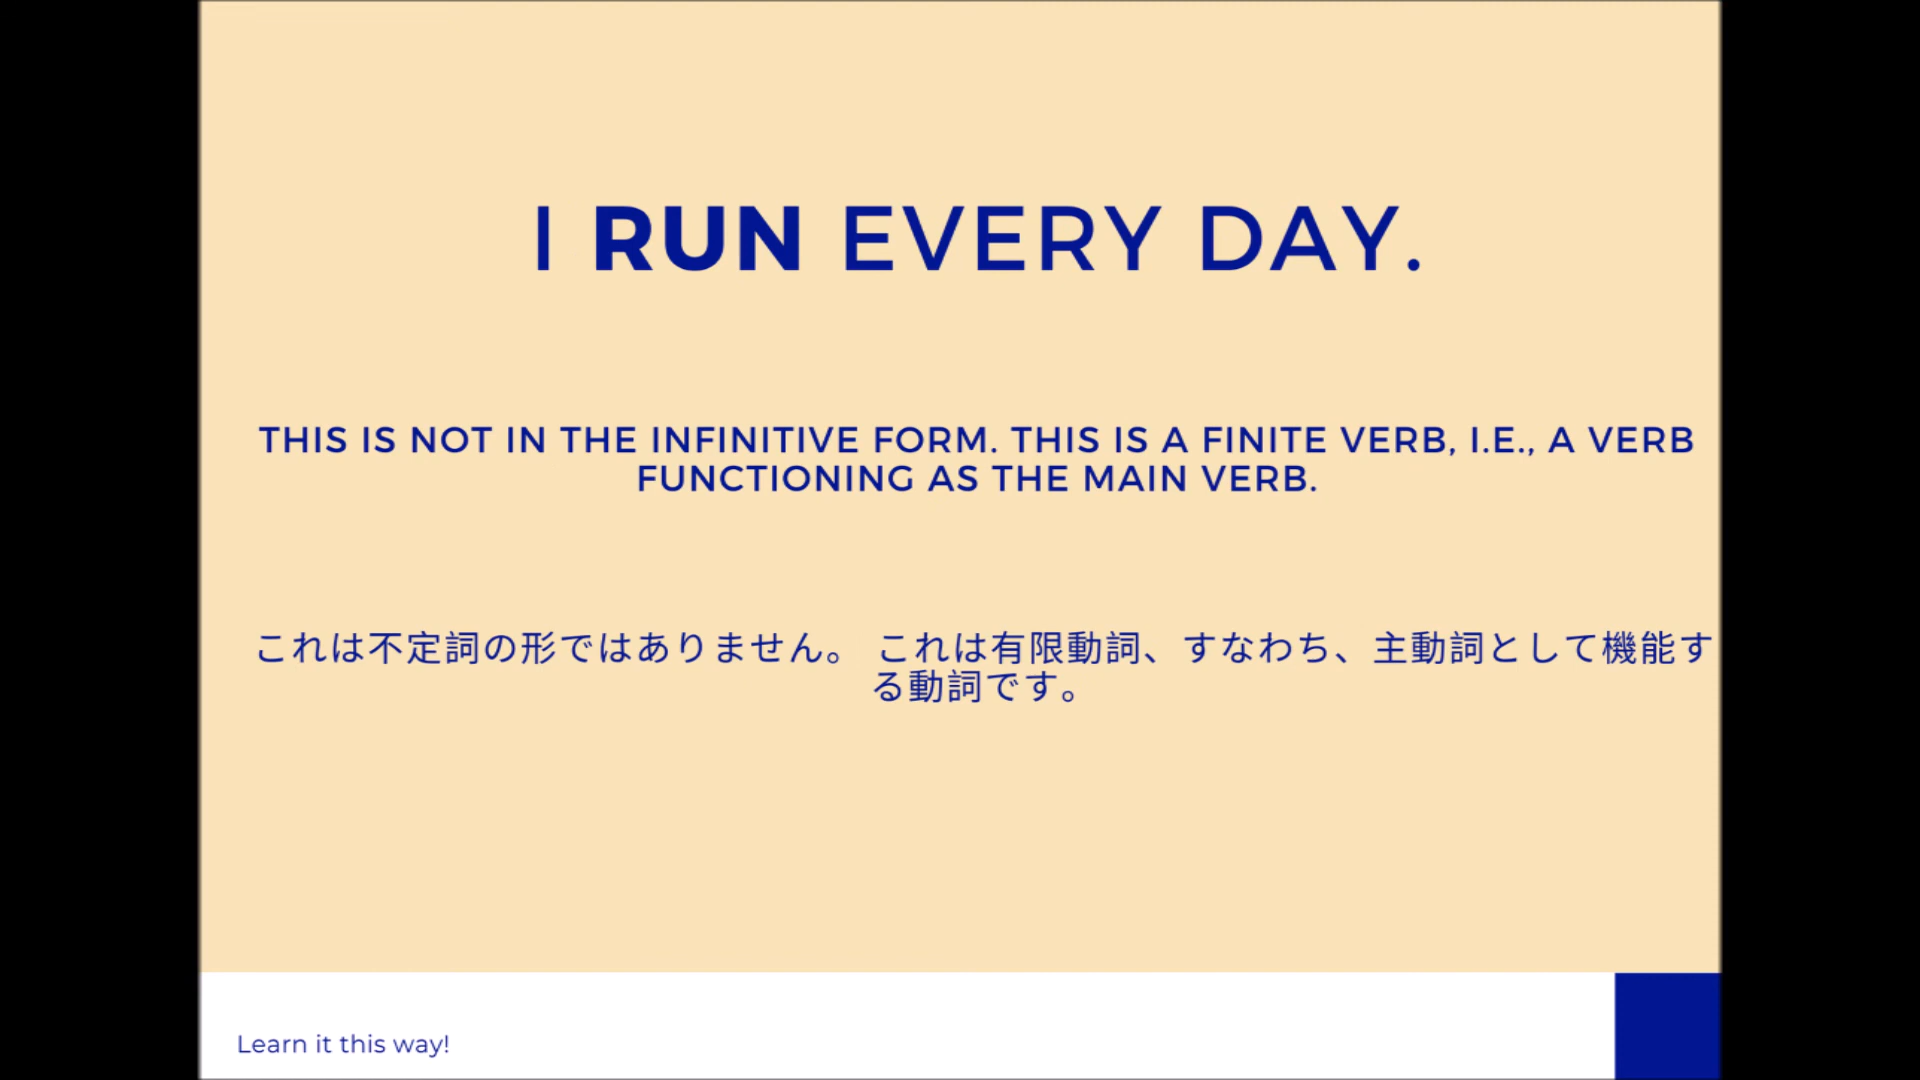 I RUN EVERY DAY.
THIS IS NOT IN THE INFINITIVE FORM. THIS IS A FINITE VERB, I.E., A VERB
FUNCTIONING AS THE MAIN VERB.
これは不定詞の形ではありません。 これは有限動詞、すなわち、主動詞として機能す
る動詞です。
Learn it this way!